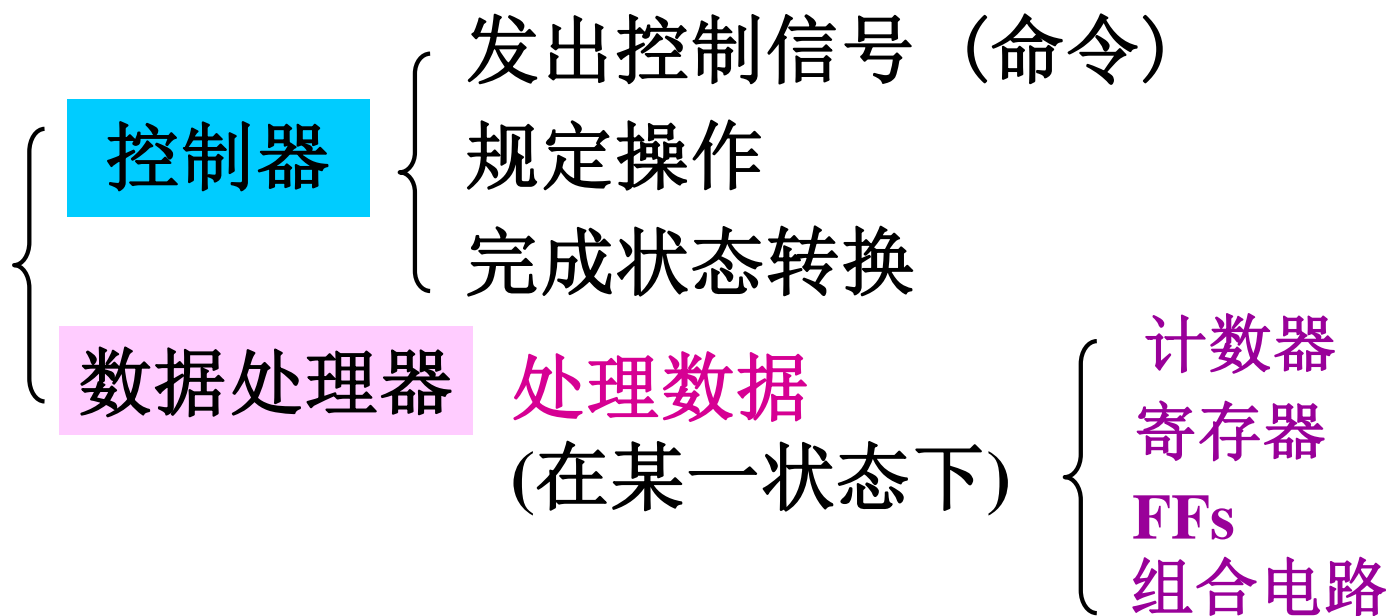 控制器
发出控制信号（命令）
规定操作
完成状态转换
数据处理器
处理数据
(在某一状态下)
计数器
寄存器
FFs
组合电路